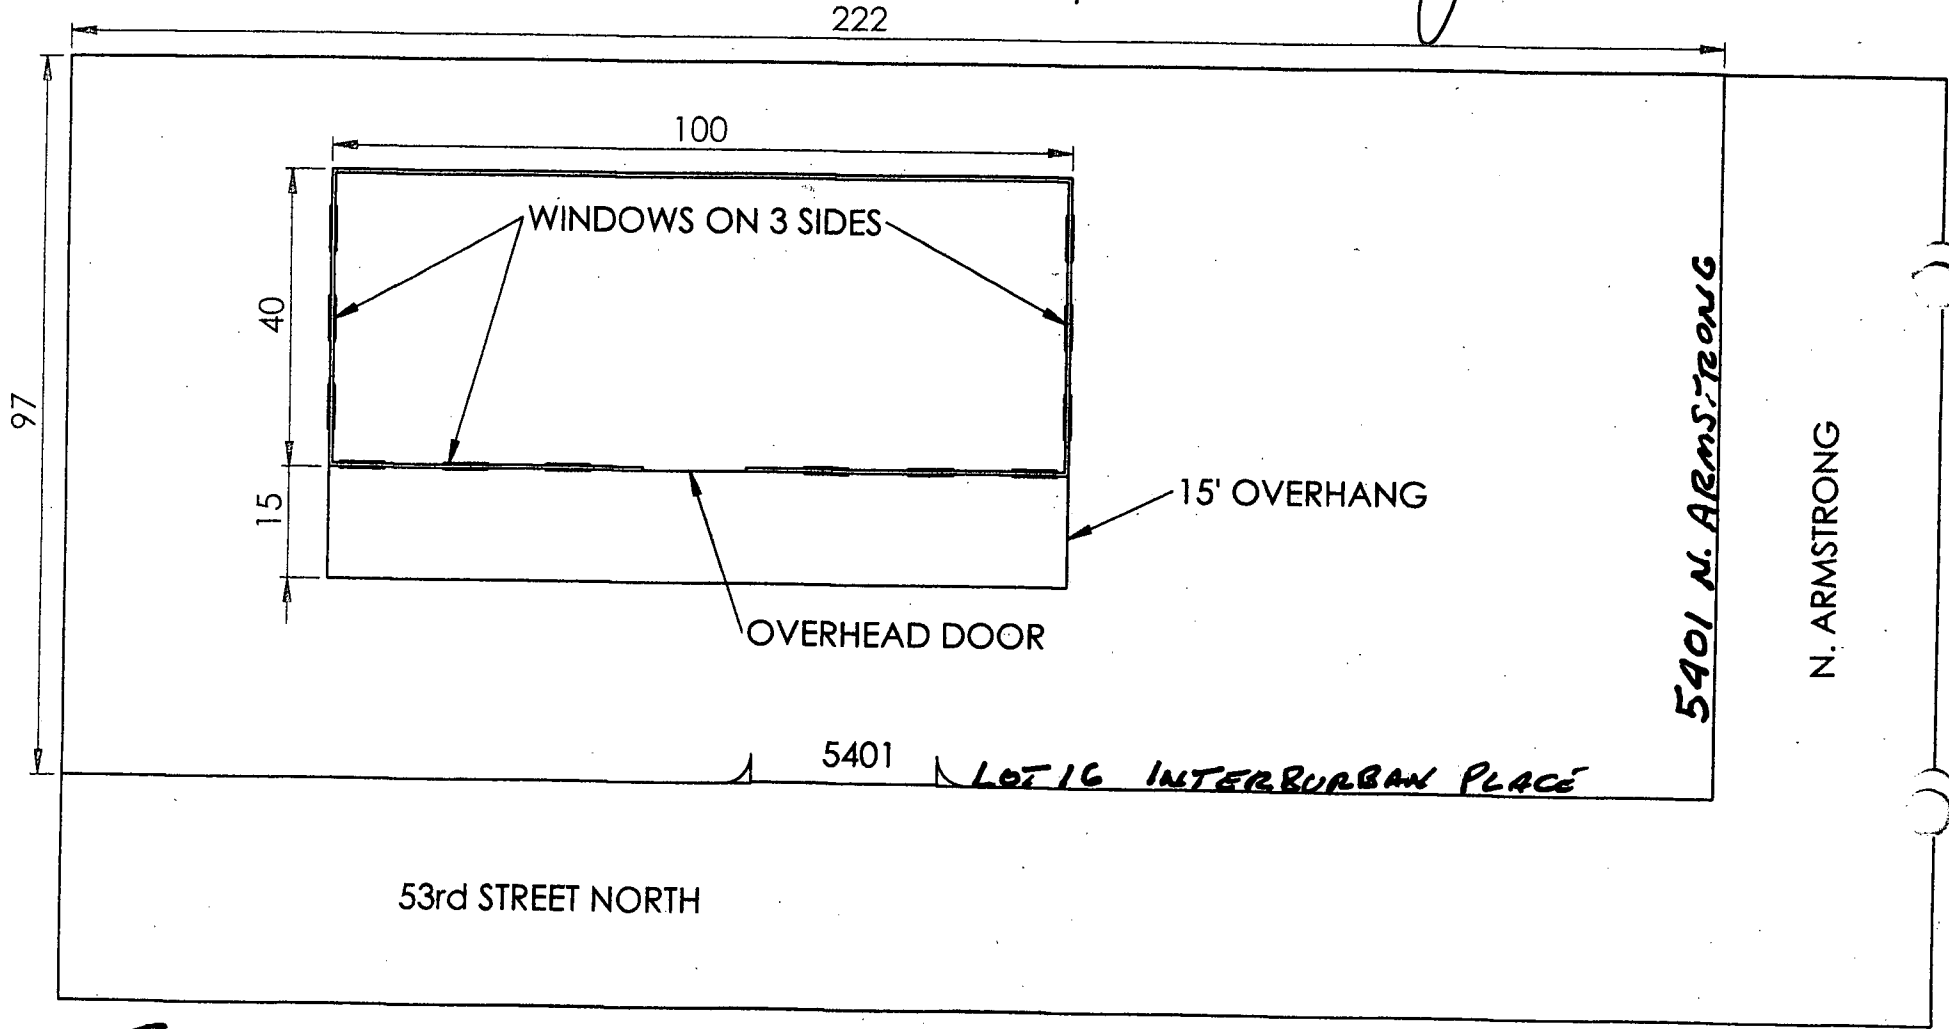 222
100
WINDOWS ON 3 SIDES
40
97
15
15' OVERHANG
OVERHEAD DOOR
5401 N. ARMSTRONG
N. ARMSTRONG
5401
LOT 16 INTERBURBAN PLACE
53rd STREET NORTH